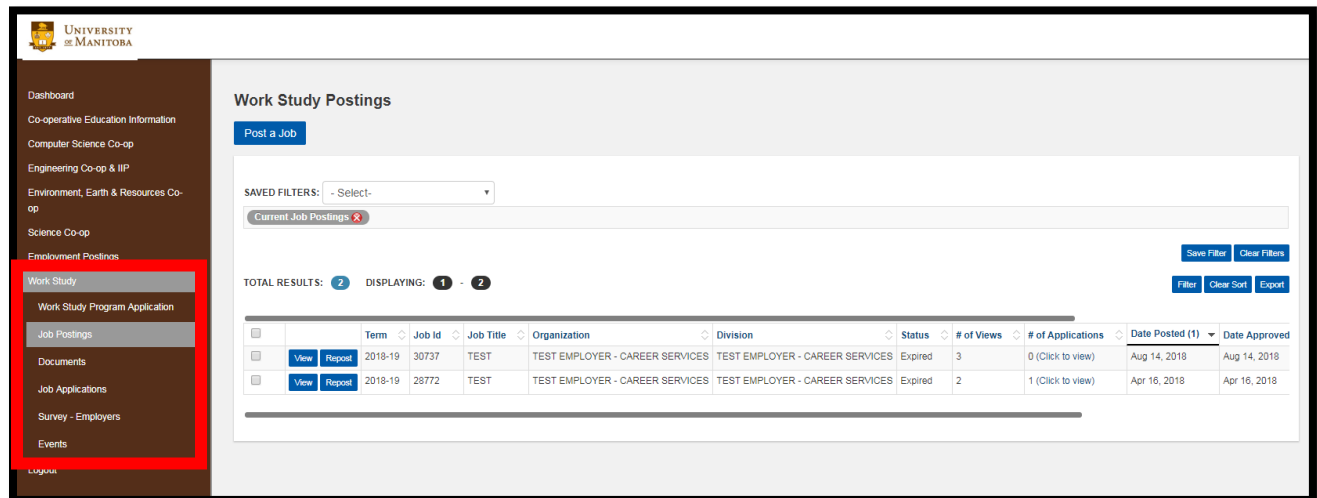 UNIVERSITY
OF MANITOBA
Dashboard
Co-operative Education Information
Computer Science Co-op
Engineering Co-op & IIP
Environment, Earth & Resources Co-
op
Science Co-op
Employment Postings
Work Study
Work Study Program Application
Job Postings
Documents
Job Applications
Survey - Employers
Events
Logout
Work Study Postings
Post a Job
SAVED FILTERS: - Select-
Current Job Postings
Save Filter Clear Filters
TOTAL RESULTS: 2 DISPLAYING: 1 - 2
Filter Clear Sort Export
Term Job Id Job Title Organization Division Status # of Views # of Applications Date Posted (1) Date Approved
View Repost 2018-19 30737 TEST TEST EMPLOYER - CAREER SERVICES TEST EMPLOYER - CAREER SERVICES Expired 3 0 (Click to view) Aug 14, 2018 Aug 14, 2018
View Repost 2018-19 28772 TEST TEST EMPLOYER - CAREER SERVICES TEST EMPLOYER - CAREER SERVICES Expired 2 1 (Click to view) Apr 16, 2018 Apr 16, 2018